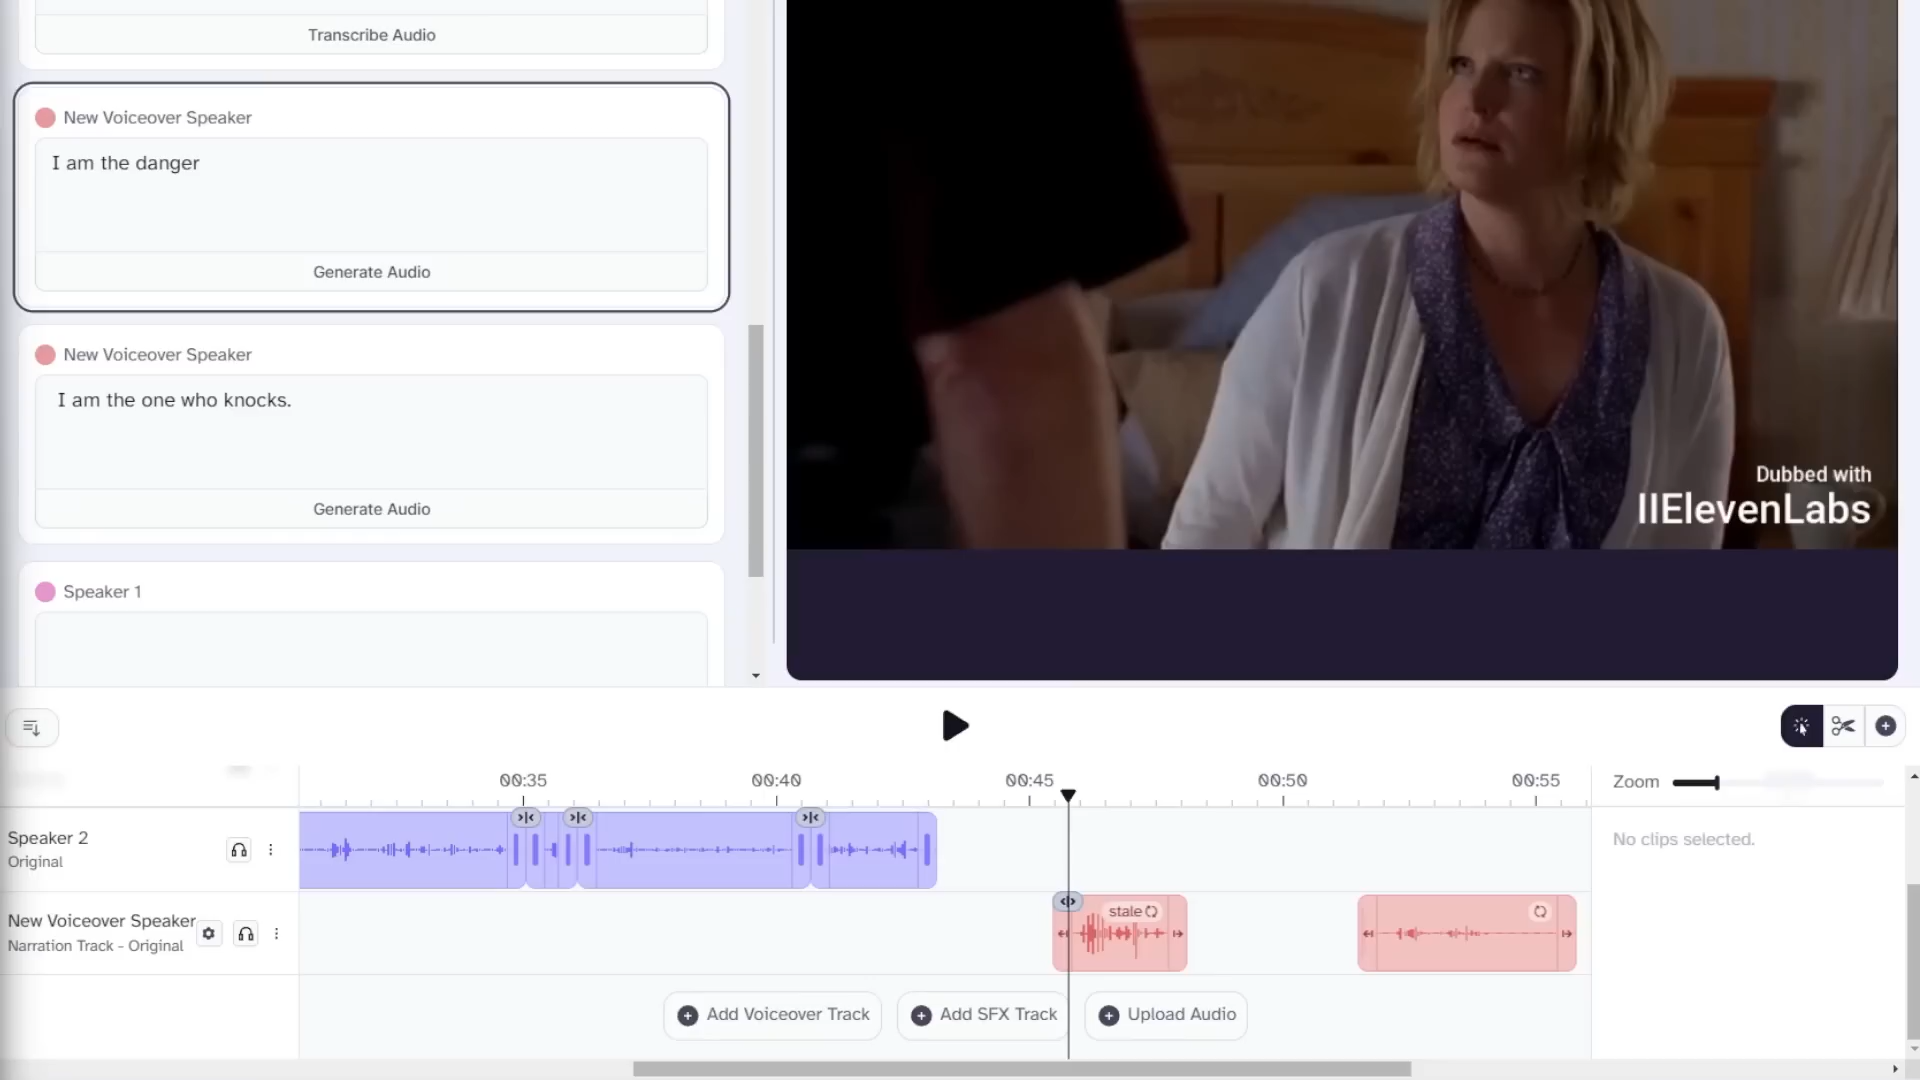 Transcribe Audio
New Voiceover Speaker
I am the danger
Generate Audio
New Voiceover Speaker
I am the one who knocks.
Generate Audio
Speaker 1
Dubbed with
IIElevenLabs
00:35
00:40
00:45
00:50
00:55
Zoom
Speaker 2
Original
No clips selected.
New Voiceover Speaker
Narration Track - Original
stale
Add Voiceover Track
Add SFX Track
Upload Audio